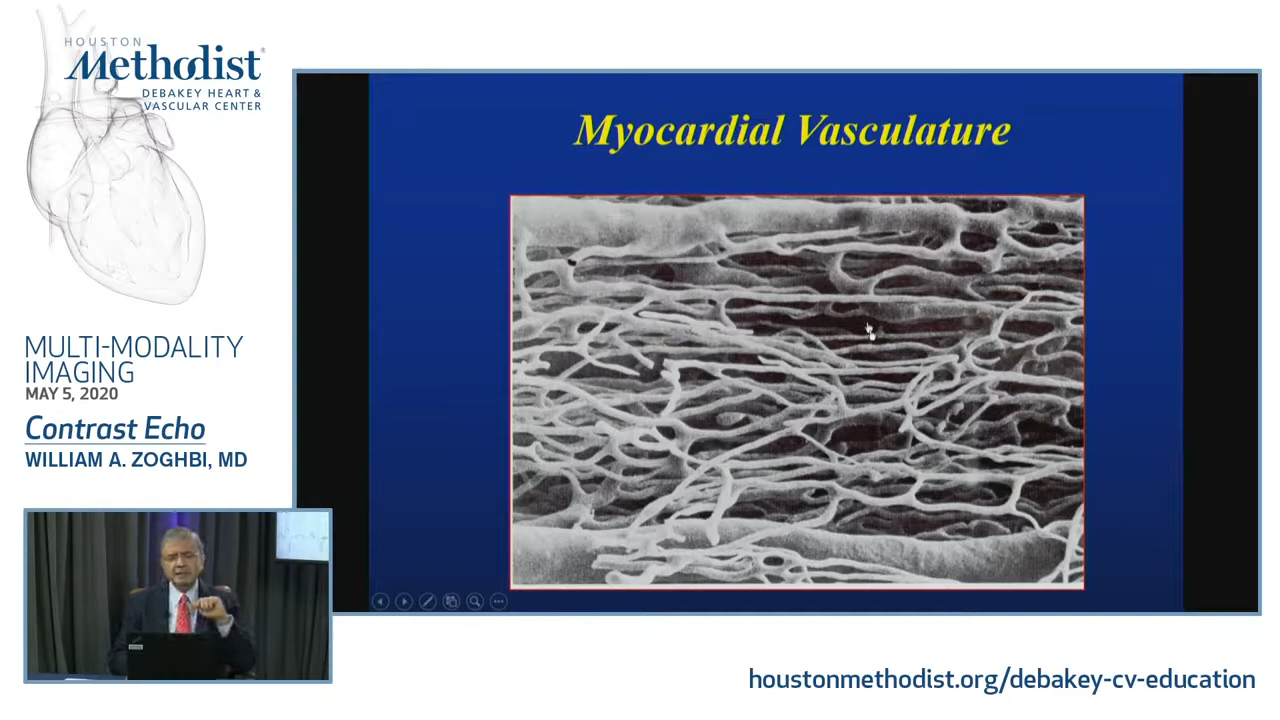 HOUSTON
Methodist®
DEBAKEY HEART &
VASCULAR CENTER
Myocardial Vasculature
MULTI-MODALITY
IMAGING
MAY 5, 2020
Contrast Echo
WILLIAM A. ZOGHBI, MD
houstonmethodist.org/debakey-cv-education